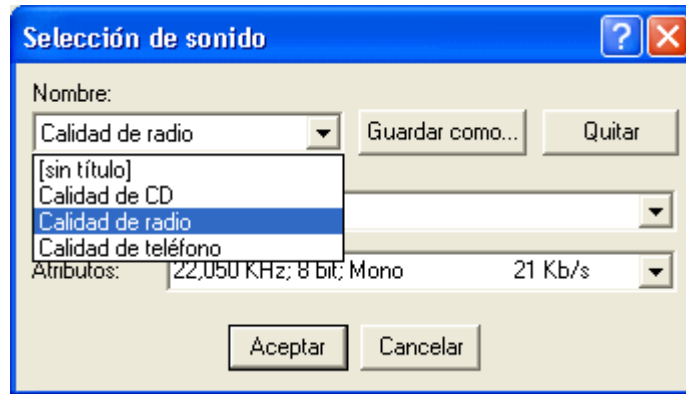 Selección de sonido
Nombre:
Calidad de radio
Guardar como...
Quitar
[sin título]
Calidad de CD
Calidad de radio
Calidad de teléfono
Atributos:
22,050 KHz; 8 bit; Mono 21 Kb/s
Aceptar
Cancelar